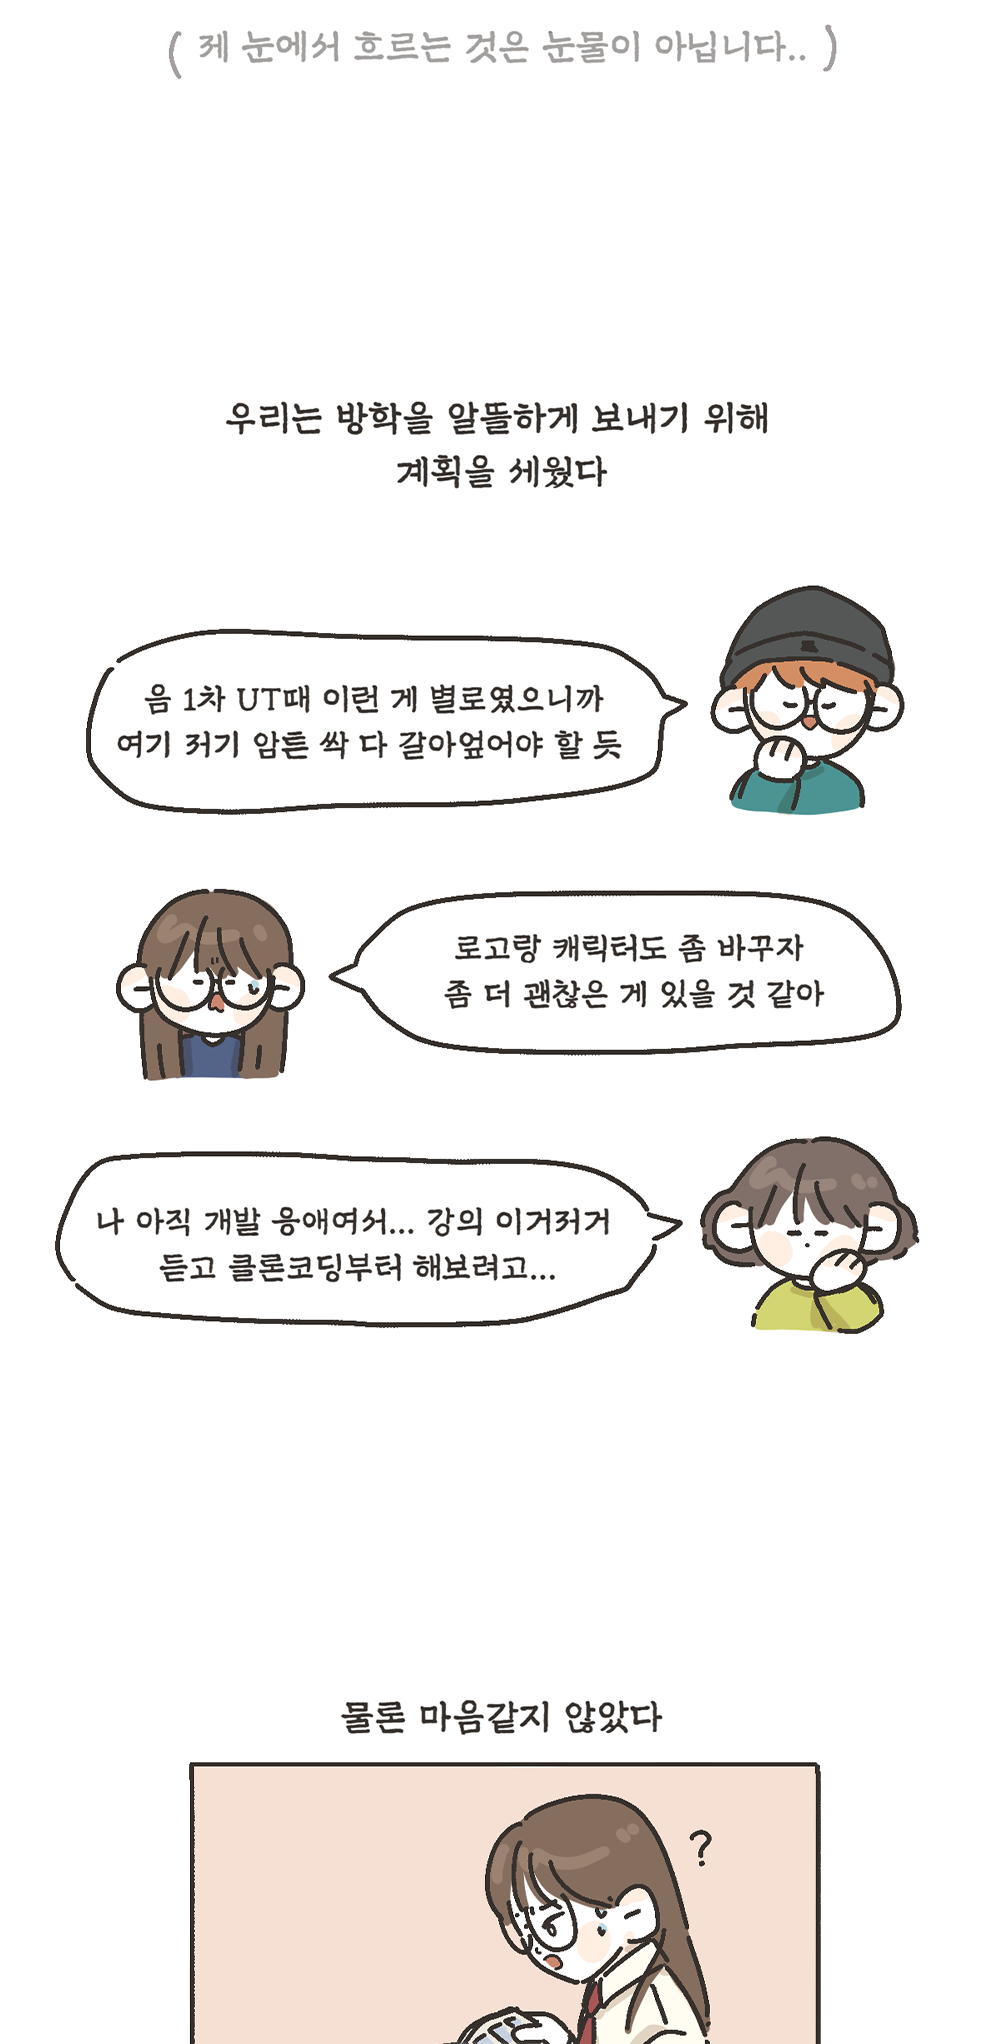 ( 제 눈에서 흐르는 것은 눈물이 아닙니다.. )
우리는 방학을 알뜰하게 보내기 위해
계획을 세웠다
음 1차 UT때 이런 게 별로였으니까
여기 저기 암튼 싹 다 갈아엎어야 할 듯
로고랑 캐릭터도 좀 바꾸자
좀 더 괜찮은 게 있을 것 같아
나 아직 개발 응애여서... 강의 이거저거
듣고 클론코딩부터 해보려고...
물론 마음같지 않았다
?